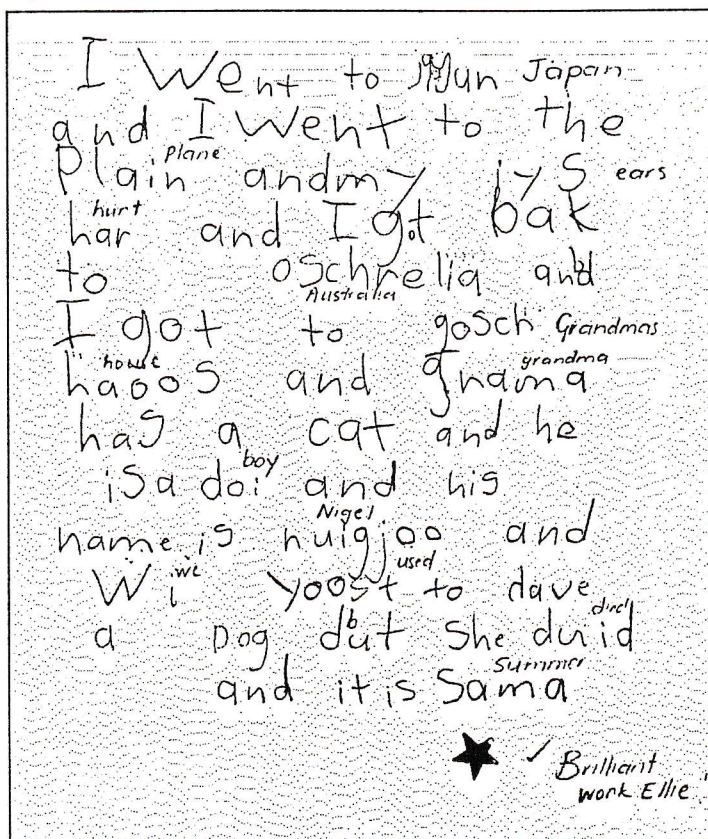 I went to Japan
and I went to the
Plane
Plain andmy iys ears
hurt
har and I got bak
to oschrelia and
Australia
I got to gosch Grandmas
house grandma
haoos and gnama
has a cat and he
boy
isa doi and his
Nigel
name is nuigjoo and
we used
Wi yoost to dave
died
a Dog dut she duid
b
Summer
and it is Sama
Brilliant
work Ellie!